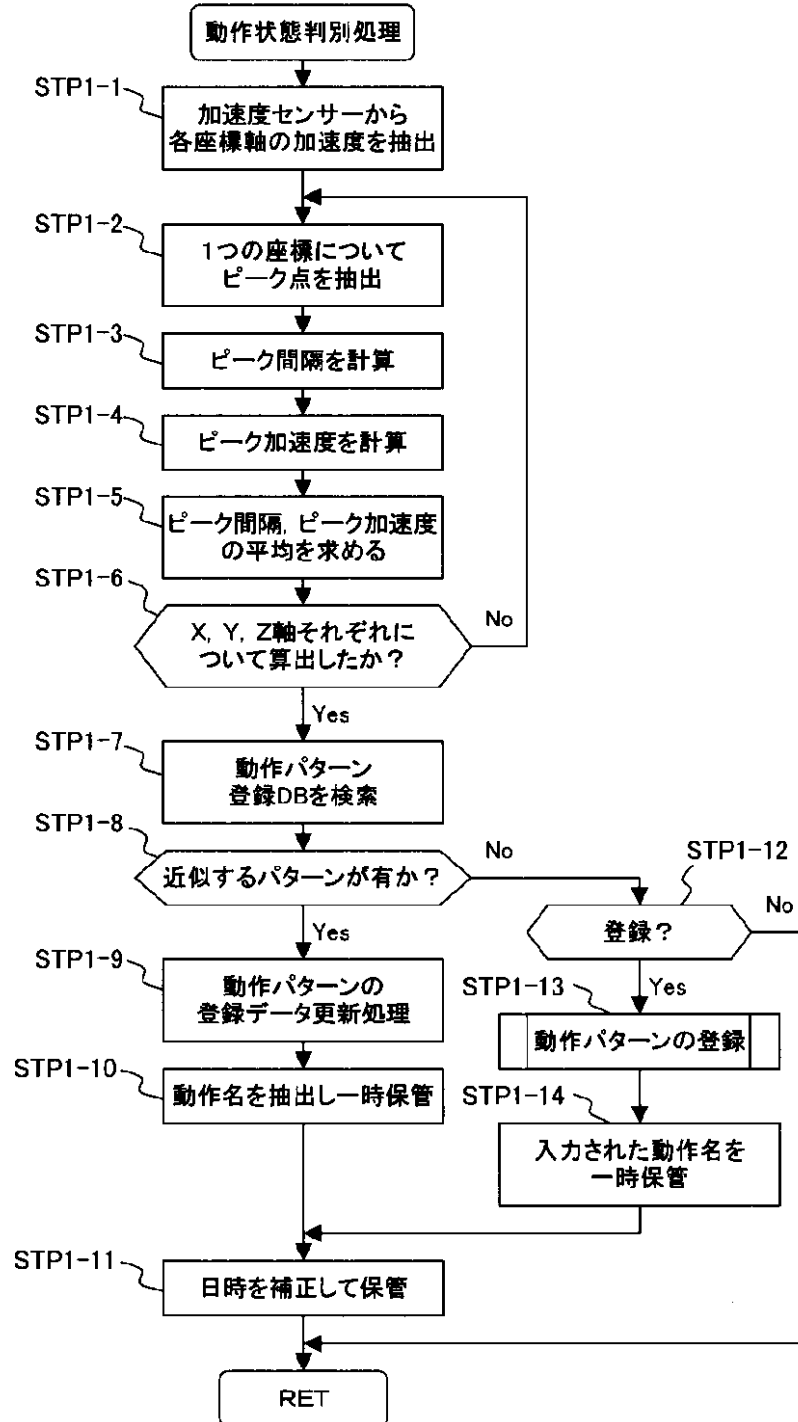 動作状態判別処理
STP1-1
加速度センサーから
各座標軸の加速度を抽出
STP1-2
1つの座標について
ピーク点を抽出
STP1-3
ピーク間隔を計算
STP1-4
ピーク加速度を計算
STP1-5
ピーク間隔, ピーク加速度
の平均を求める
STP1-6
X, Y, Z軸それぞれに
ついて算出したか？
No
Yes
STP1-7
動作パターン
登録DBを検索
STP1-8
近似するパターンが有か？
No
Yes
STP1-12
登録？
No
Yes
STP1-9
動作パターンの
登録データ更新処理
STP1-13
動作パターンの登録
STP1-10
動作名を抽出し一時保管
STP1-14
入力された動作名を
一時保管
STP1-11
日時を補正して保管
RET